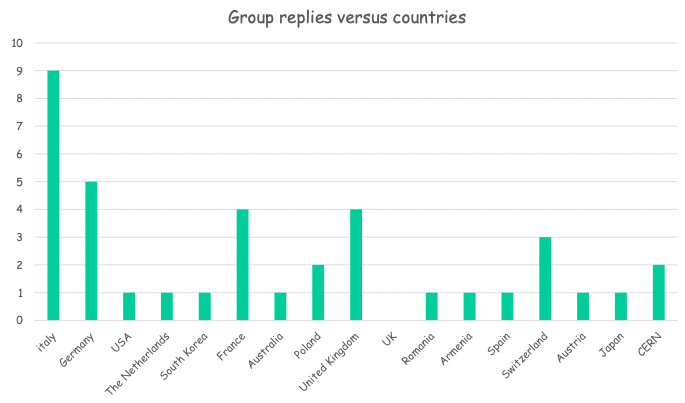 Group replies versus countries
10
9
8
7
6
5
4
3
2
1
0
italy
Germany
USA
The Netherlands
South Korea
France
Australia
Poland
United Kingdom
UK
Romania
Armenia
Spain
Switzerland
Austria
Japan
CERN